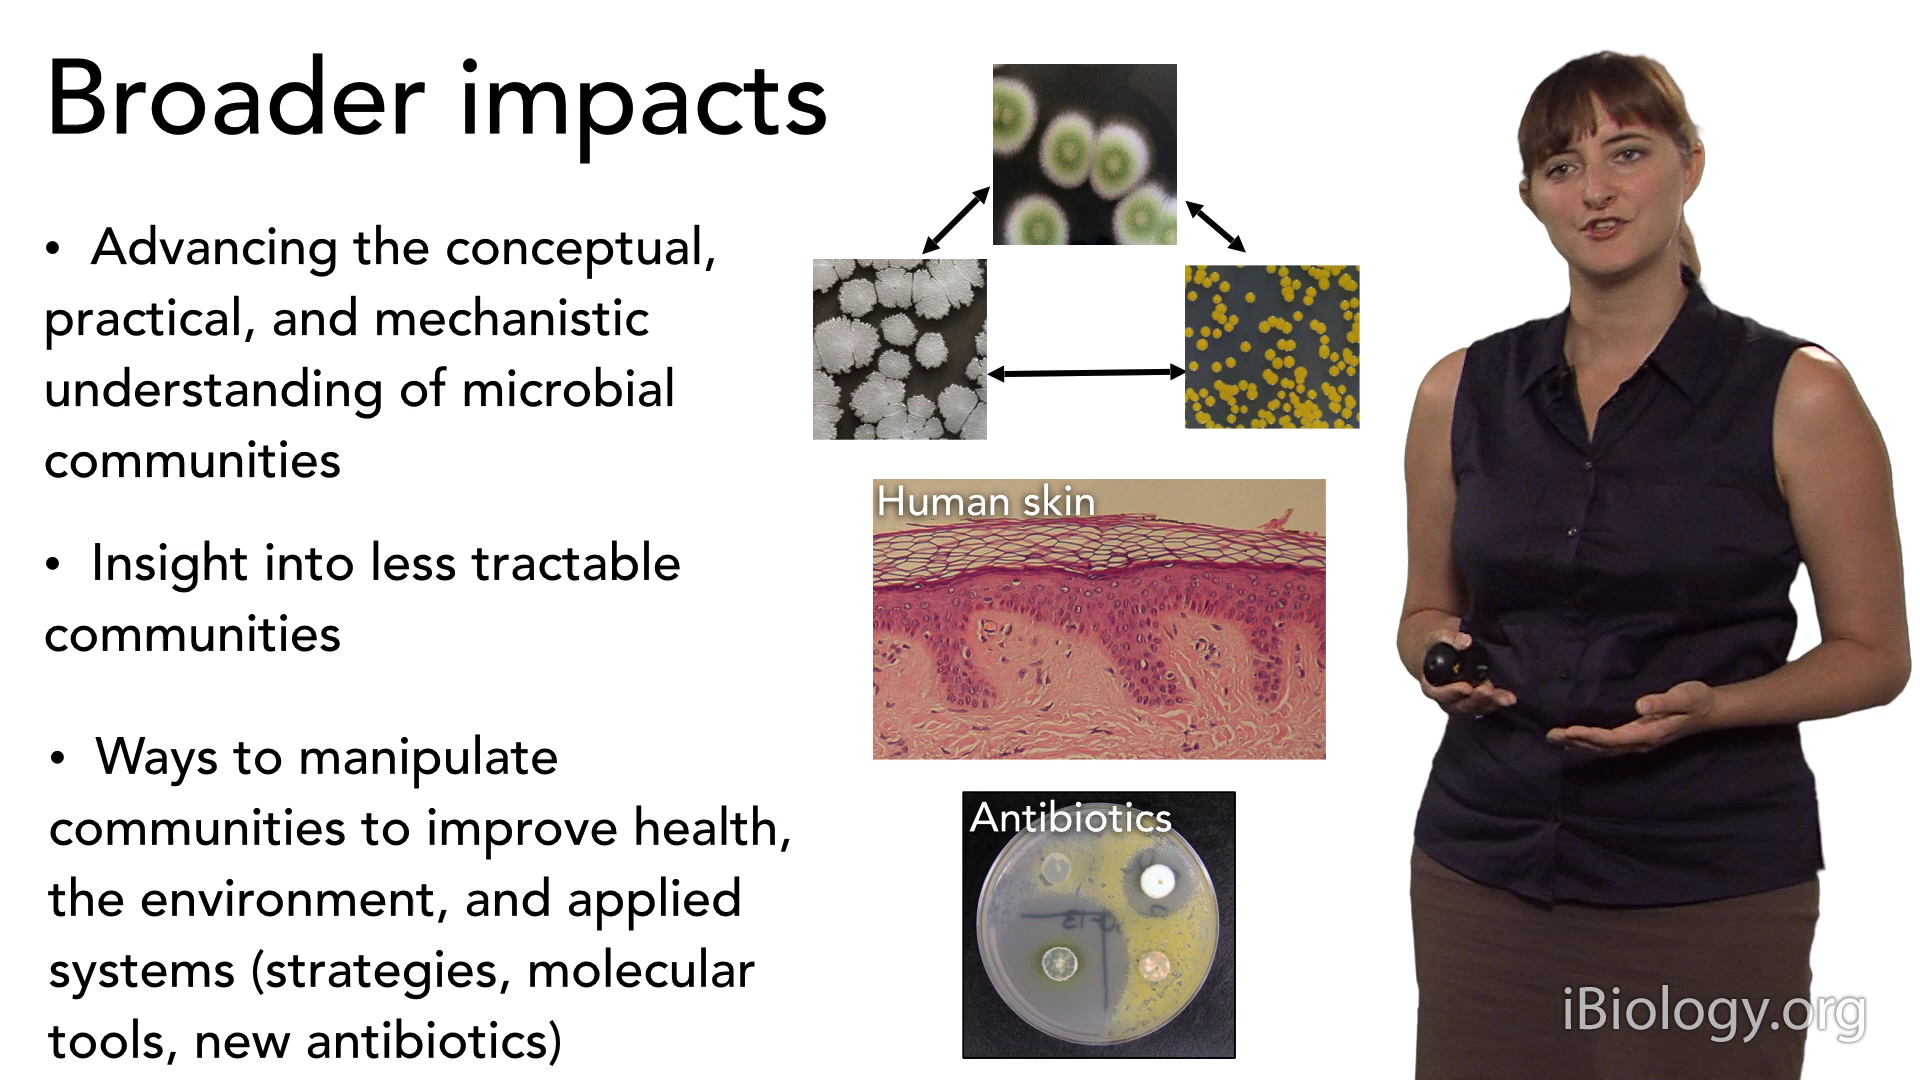 Broader impacts
• Advancing the conceptual,
practical, and mechanistic
understanding of microbial
communities
• Insight into less tractable
communities
• Ways to manipulate
communities to improve health,
the environment, and applied
systems (strategies, molecular
tools, new antibiotics)
Human skin
Antibiotics
iBiology.org